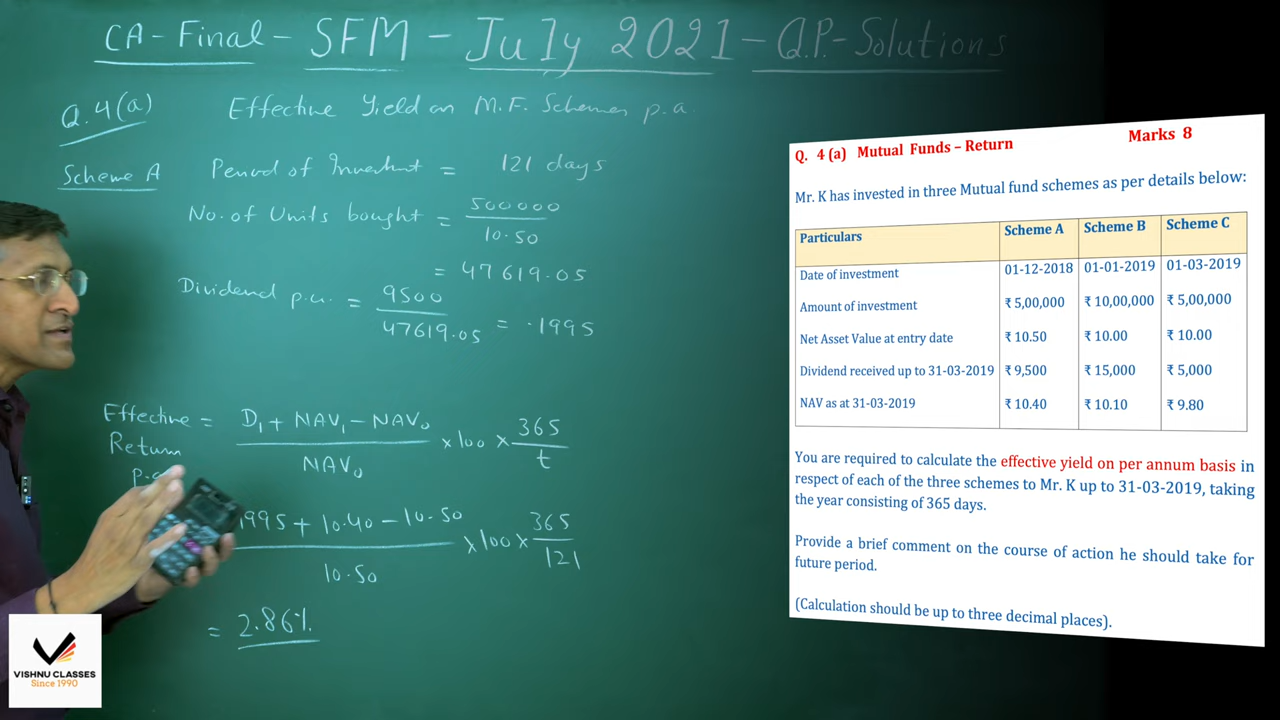 CA-Final - SFM - July 2021 - Q.P.-Solutions
Q.4(a) Effective Yield on M.F. Schemes p.a.
Scheme A Period of Investment = 121 days
No. of Units bought = 500000
10.50
= 47619.05
Dividend p.u. = 9500
47619.05 = .1995
Effective Return = D1 + NAV1 - NAV0 x 100 x 365
NAV0 t
1995 + 10.40 - 10.50 x 100 x 365
10.50 121
= 2.86%
VISHNU CLASSES
Since 1990
Q. 4 (a) Mutual Funds – Return Marks 8
Mr. K has invested in three Mutual fund schemes as per details below:
Particulars Scheme A Scheme B Scheme C
Date of investment 01-12-2018 01-01-2019 01-03-2019
Amount of investment ₹ 5,00,000 ₹ 10,00,000 ₹ 5,00,000
Net Asset Value at entry date ₹ 10.50 ₹ 10.00 ₹ 10.00
Dividend received up to 31-03-2019 ₹ 9,500 ₹ 15,000 ₹ 5,000
NAV as at 31-03-2019 ₹ 10.40 ₹ 10.10 ₹ 9.80
You are required to calculate the effective yield on per annum basis in
respect of each of the three schemes to Mr. K up to 31-03-2019, taking
the year consisting of 365 days.
Provide a brief comment on the course of action he should take for
future period.
(Calculation should be up to three decimal places).